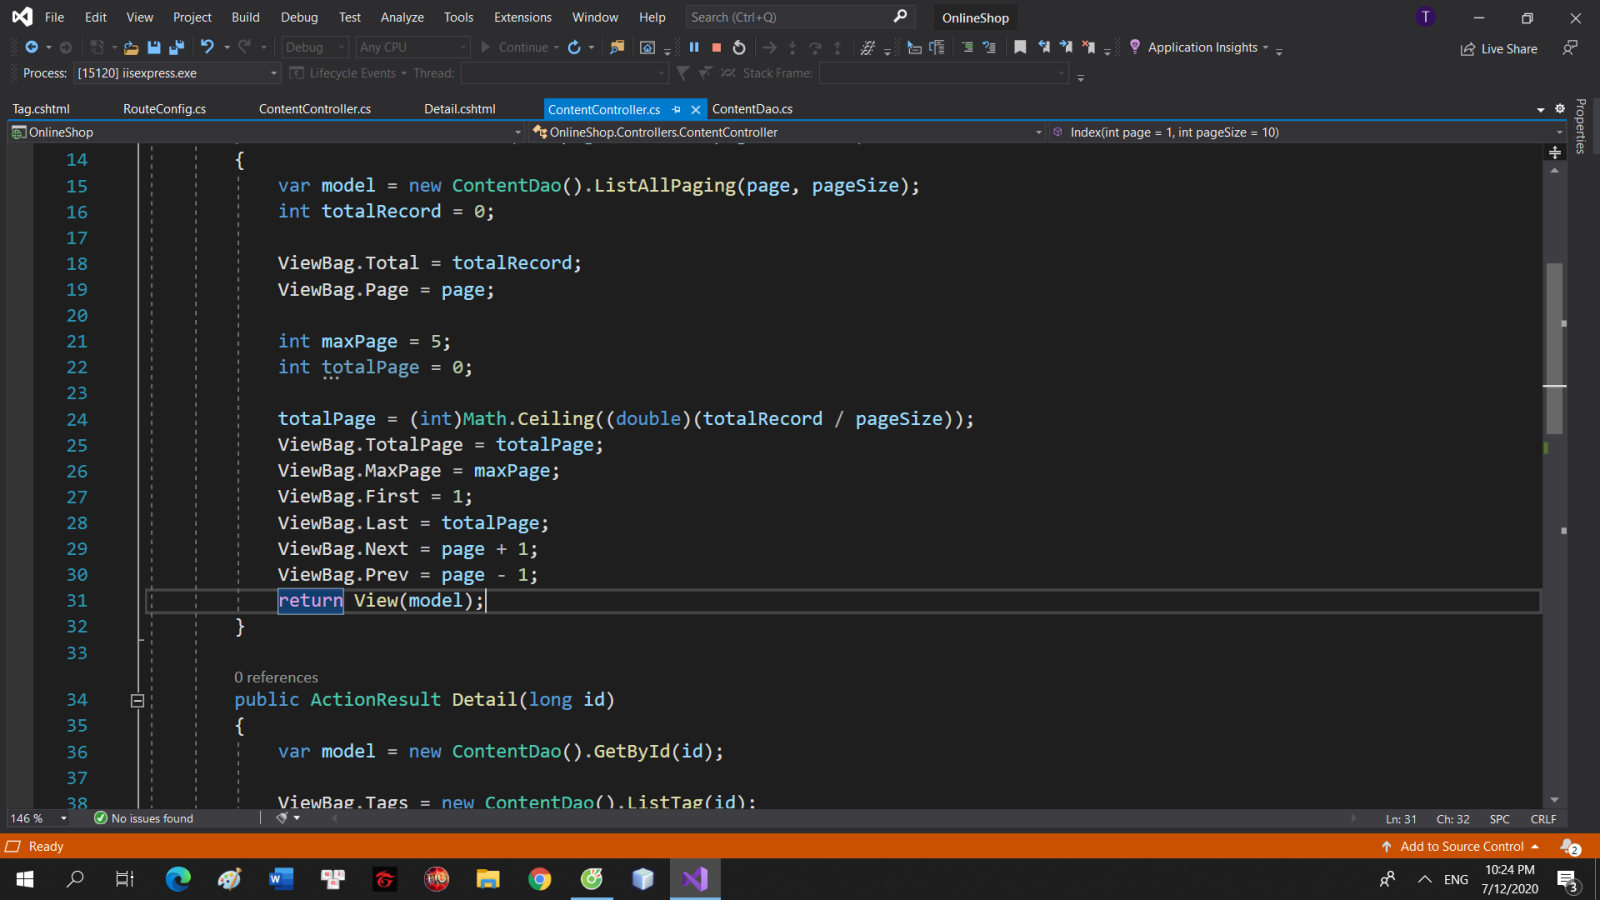 File Edit View Project Build Debug Test Analyze Tools Extensions Window Help Search (Ctrl+Q) OnlineShop T
Debug Any CPU Continue Application Insights Live Share
Process: [15120] iisexpress.exe Lifecycle Events Thread: Stack Frame:
Tag.cshtml RouteConfig.cs ContentController.cs Detail.cshtml ContentController.cs ContentDao.cs
Properties
OnlineShop OnlineShop.Controllers.ContentController Index(int page = 1, int pageSize = 10)
14 {
15 var model = new ContentDao().ListAllPaging(page, pageSize);
16 int totalRecord = 0;
17
18 ViewBag.Total = totalRecord;
19 ViewBag.Page = page;
20
21 int maxPage = 5;
22 int totalPage = 0;
23
24 totalPage = (int)Math.Ceiling((double)(totalRecord / pageSize));
25 ViewBag.TotalPage = totalPage;
26 ViewBag.MaxPage = maxPage;
27 ViewBag.First = 1;
28 ViewBag.Last = totalPage;
29 ViewBag.Next = page + 1;
30 ViewBag.Prev = page - 1;
31 return View(model);
32 }
33
0 references
34 public ActionResult Detail(long id)
35 {
36 var model = new ContentDao().GetById(id);
37
38 ViewBag.Tags = new ContentDao().ListTag(id);
146 % No issues found Ln: 31 Ch: 32 SPC CRLF
Ready Add to Source Control 2
ENG 10:24 PM
7/12/2020 3